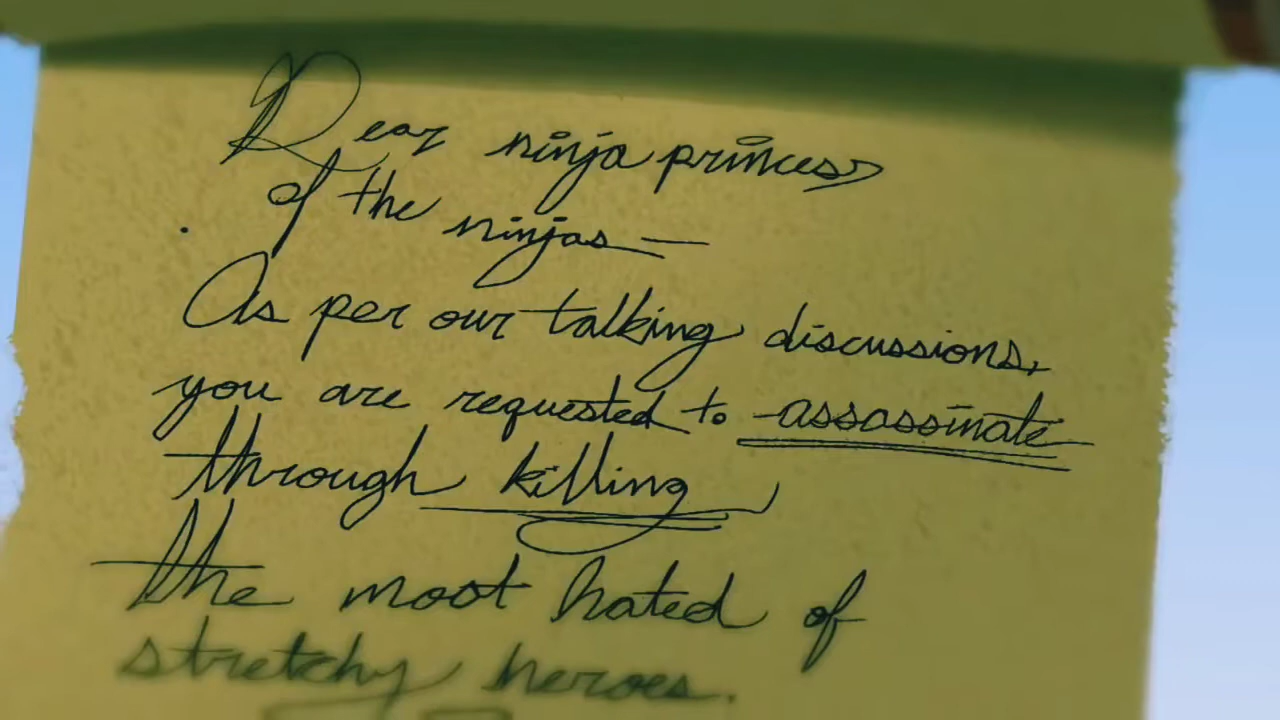 Dear ninja princess
of the ninjas—
As per our talking discussions,
you are requested to assassinate
through killing
the most hated of
stretchy heroes.